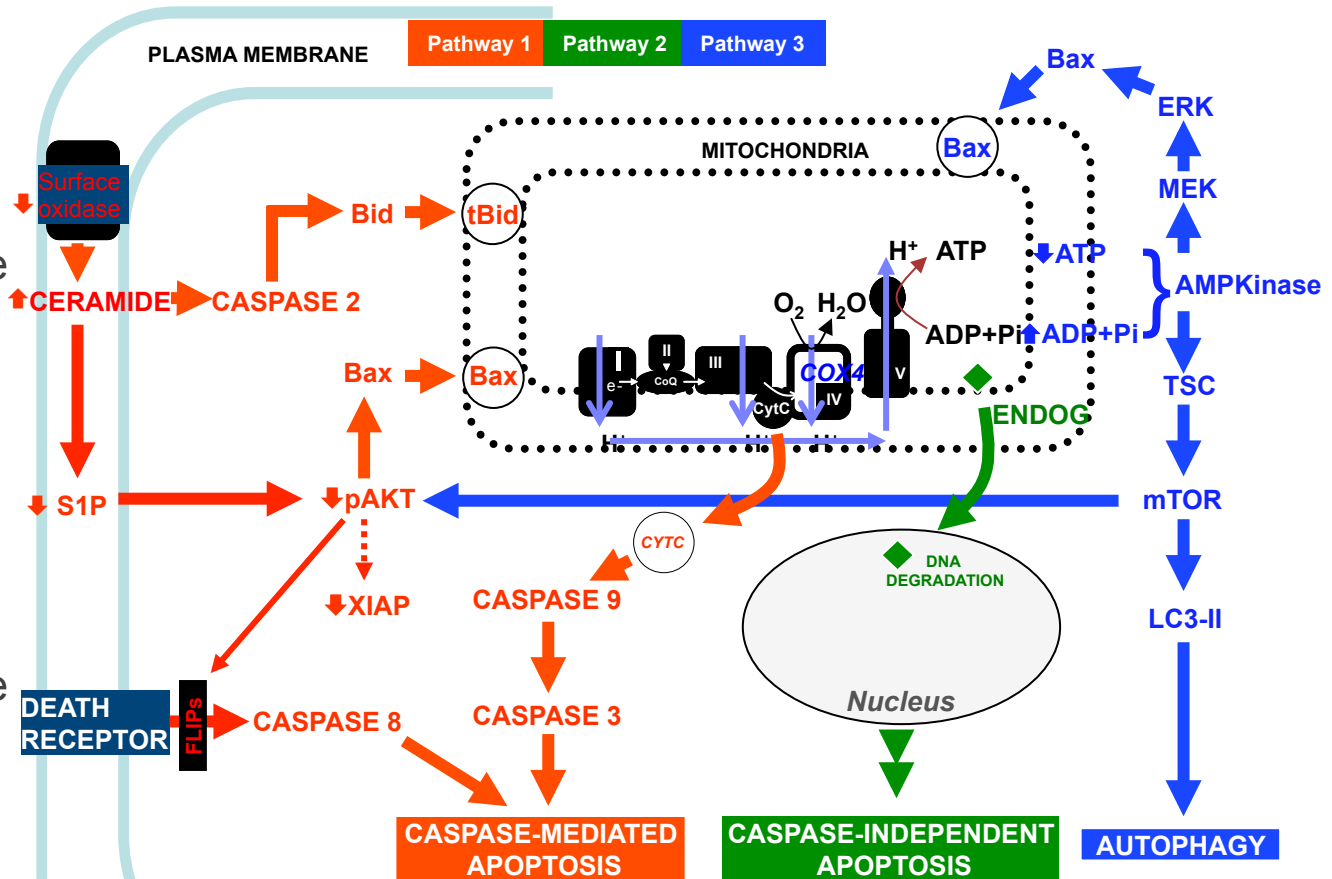 PLASMA MEMBRANE
Pathway 1
Pathway 2
Pathway 3
Surface
oxidase
e
CERAMIDE
CASPASE 2
Bid
tBid
Bax
Bax
S1P
pAKT
XIAP
e
DEATH
RECEPTOR
FLIPs
CASPASE 8
MITOCHONDRIA
Bax
Bax
ERK
MEK
AMPKinase
ATP
ADP+Pi
}
H⁺ ATP
O₂ H₂O
ADP+Pi
I
e-
II
CoQ
III
CytC
COX4
IV
V
H⁺
H⁺
H⁺
ENDOG
TSC
mTOR
LC3-II
CYTC
CASPASE 9
CASPASE 3
DNA
DEGRADATION
Nucleus
CASPASE-MEDIATED
APOPTOSIS
CASPASE-INDEPENDENT
APOPTOSIS
AUTOPHAGY